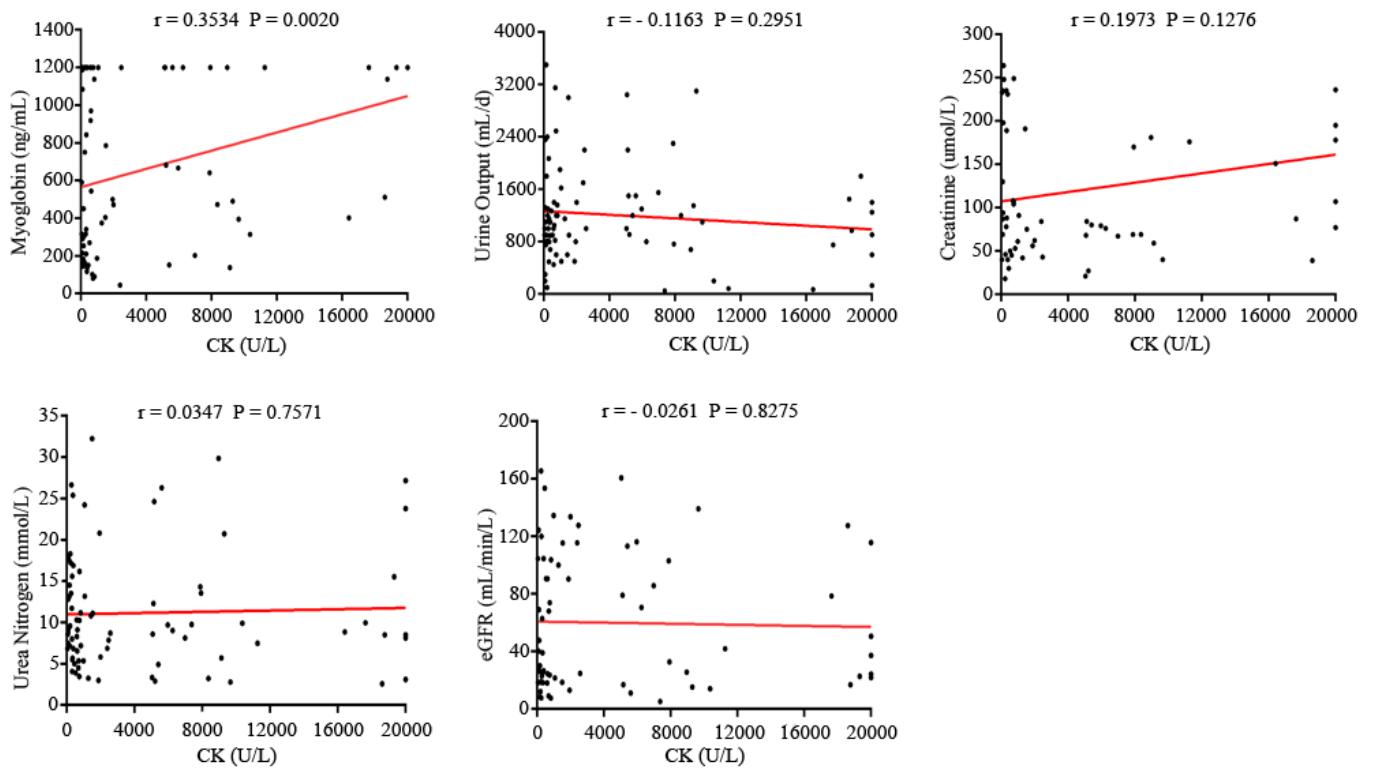 r = 0.3534  P = 0.0020
Myoglobin (ng/mL)
1400
1200
1000
800
600
400
200
0
0 4000 8000 12000 16000 20000
CK (U/L)
r = - 0.1163  P = 0.2951
Urine Output (mL/d)
4000
3200
2400
1600
800
0
0 4000 8000 12000 16000 20000
CK (U/L)
r = 0.1973  P = 0.1276
Creatinine (umol/L)
300
250
200
150
100
50
0
0 4000 8000 12000 16000 20000
CK (U/L)
r = 0.0347  P = 0.7571
Urea Nitrogen (mmol/L )
35
30
25
20
15
10
5
0
0 4000 8000 12000 16000 20000
CK (U/L)
r = - 0.0261  P = 0.8275
eGFR (mL/min/L)
200
160
120
80
40
0
0 4000 8000 12000 16000 20000
CK (U/L)